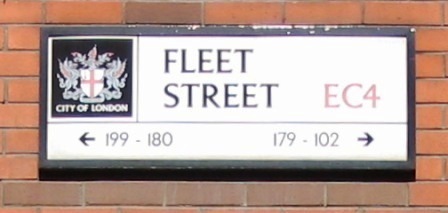 FLEET
STREET EC4
CITY OF LONDON
← 199 - 180 179 - 102 →